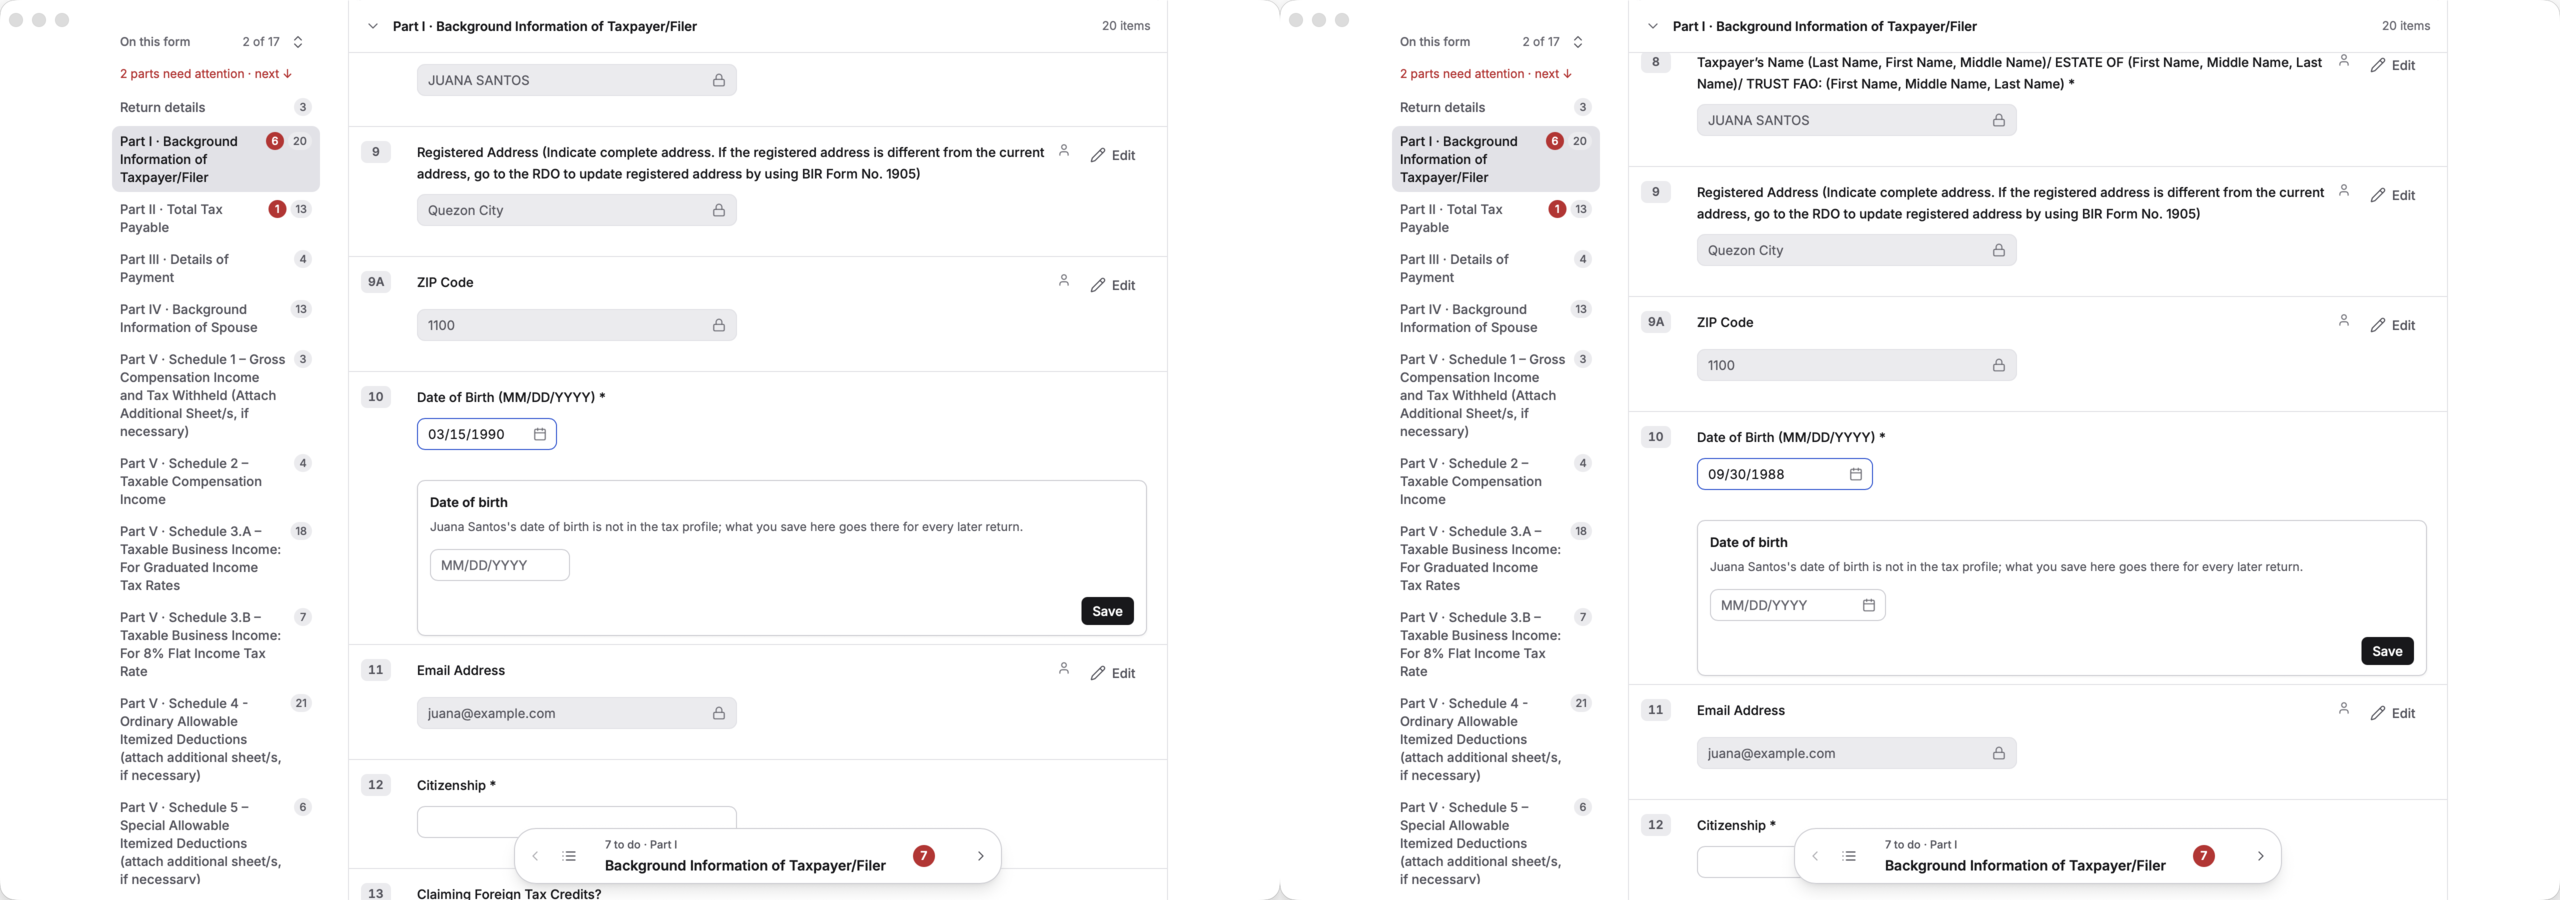 On this form 2 of 17
2 parts need attention · next ↓
Return details 3
Part I · Background Information of Taxpayer/Filer 6 20
Part II · Total Tax Payable 1 13
Part III · Details of Payment 4
Part IV · Background Information of Spouse 13
Part V · Schedule 1 – Gross Compensation Income and Tax Withheld (Attach Additional Sheet/s, if necessary) 3
Part V · Schedule 2 – Taxable Compensation Income 4
Part V · Schedule 3.A – Taxable Business Income: For Graduated Income Tax Rates 18
Part V · Schedule 3.B – Taxable Business Income: For 8% Flat Income Tax Rate 7
Part V · Schedule 4 - Ordinary Allowable Itemized Deductions (attach additional sheet/s, if necessary) 21
Part V · Schedule 5 – Special Allowable Itemized Deductions (attach additional sheet/s, if necessary) 6
Part I · Background Information of Taxpayer/Filer 20 items
JUANA SANTOS
9 Registered Address (Indicate complete address. If the registered address is different from the current
address, go to the RDO to update registered address by using BIR Form No. 1905)
Edit
Quezon City
9A ZIP Code
Edit
1100
10 Date of Birth (MM/DD/YYYY) *
03/15/1990
Date of birth
Juana Santos's date of birth is not in the tax profile; what you save here goes there for every later return.
MM/DD/YYYY
Save
11 Email Address
Edit
juana@example.com
12 Citizenship *
13 Claiming Foreign Tax Credits?
7 to do · Part I
Background Information of Taxpayer/Filer 7
On this form 2 of 17
2 parts need attention · next ↓
Return details 3
Part I · Background Information of Taxpayer/Filer 6 20
Part II · Total Tax Payable 1 13
Part III · Details of Payment 4
Part IV · Background Information of Spouse 13
Part V · Schedule 1 – Gross Compensation Income and Tax Withheld (Attach Additional Sheet/s, if necessary) 3
Part V · Schedule 2 – Taxable Compensation Income 4
Part V · Schedule 3.A – Taxable Business Income: For Graduated Income Tax Rates 18
Part V · Schedule 3.B – Taxable Business Income: For 8% Flat Income Tax Rate 7
Part V · Schedule 4 - Ordinary Allowable Itemized Deductions (attach additional sheet/s, if necessary) 21
Part V · Schedule 5 – Special Allowable Itemized Deductions (attach additional sheet/s, if necessary) 6
Part I · Background Information of Taxpayer/Filer 20 items
8 Taxpayer’s Name (Last Name, First Name, Middle Name)/ ESTATE OF (First Name, Middle Name, Last
Name)/ TRUST FAO: (First Name, Middle Name, Last Name) *
Edit
JUANA SANTOS
9 Registered Address (Indicate complete address. If the registered address is different from the current
address, go to the RDO to update registered address by using BIR Form No. 1905)
Edit
Quezon City
9A ZIP Code
Edit
1100
10 Date of Birth (MM/DD/YYYY) *
09/30/1988
Date of birth
Juana Santos's date of birth is not in the tax profile; what you save here goes there for every later return.
MM/DD/YYYY
Save
11 Email Address
Edit
juana@example.com
12 Citizenship *
7 to do · Part I
Background Information of Taxpayer/Filer 7